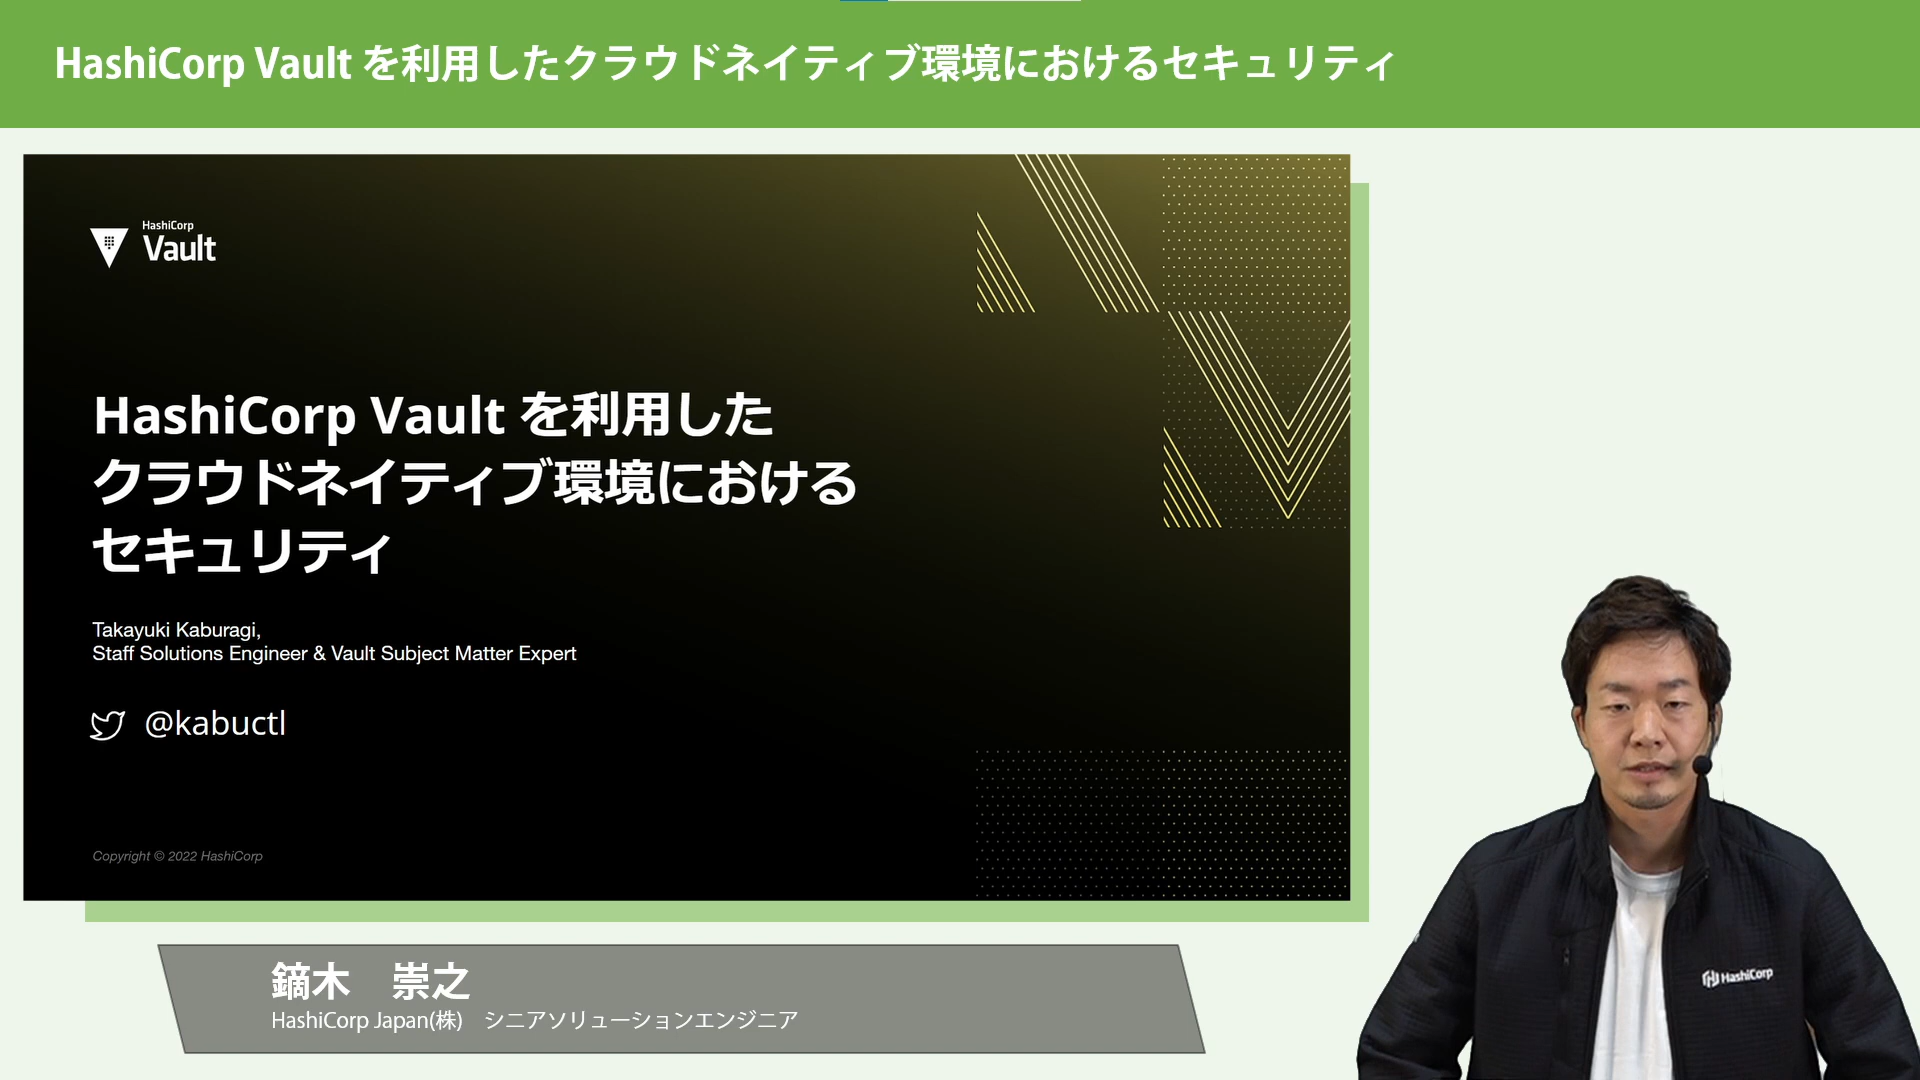 HashiCorp Vault を利用したクラウドネイティブ環境におけるセキュリティ
HashiCorp
Vault
HashiCorp Vault を利用した
クラウドネイティブ環境における
セキュリティ
Takayuki Kaburagi,
Staff Solutions Engineer & Vault Subject Matter Expert
@kabuctl
Copyright © 2022 HashiCorp
鏑木　崇之
HashiCorp Japan(株)　シニアソリューションエンジニア
HashiCorp